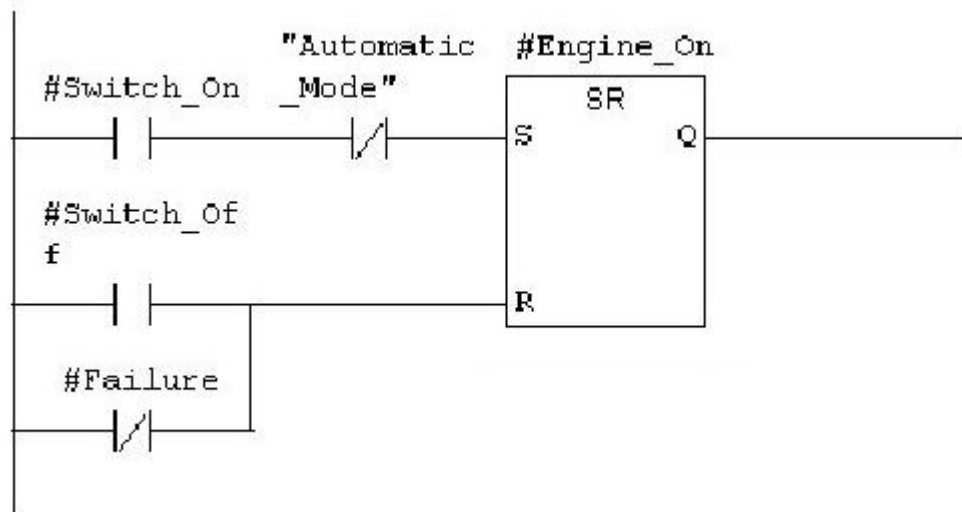 "Automatic
_Mode"
#Engine_On
#Switch_On
SR
S
Q
#Switch_Of
f
R
#Failure